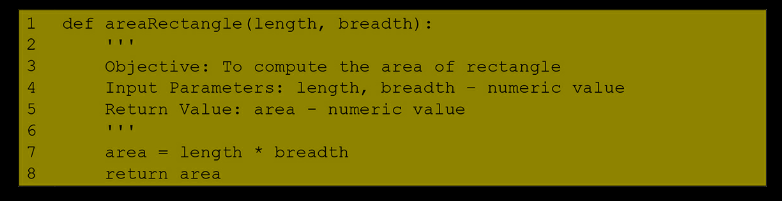 1 def areaRectangle(length, breadth):
2     '''
3     Objective: To compute the area of rectangle
4     Input Parameters: length, breadth – numeric value
5     Return Value: area - numeric value
6     '''
7     area = length * breadth
8     return area